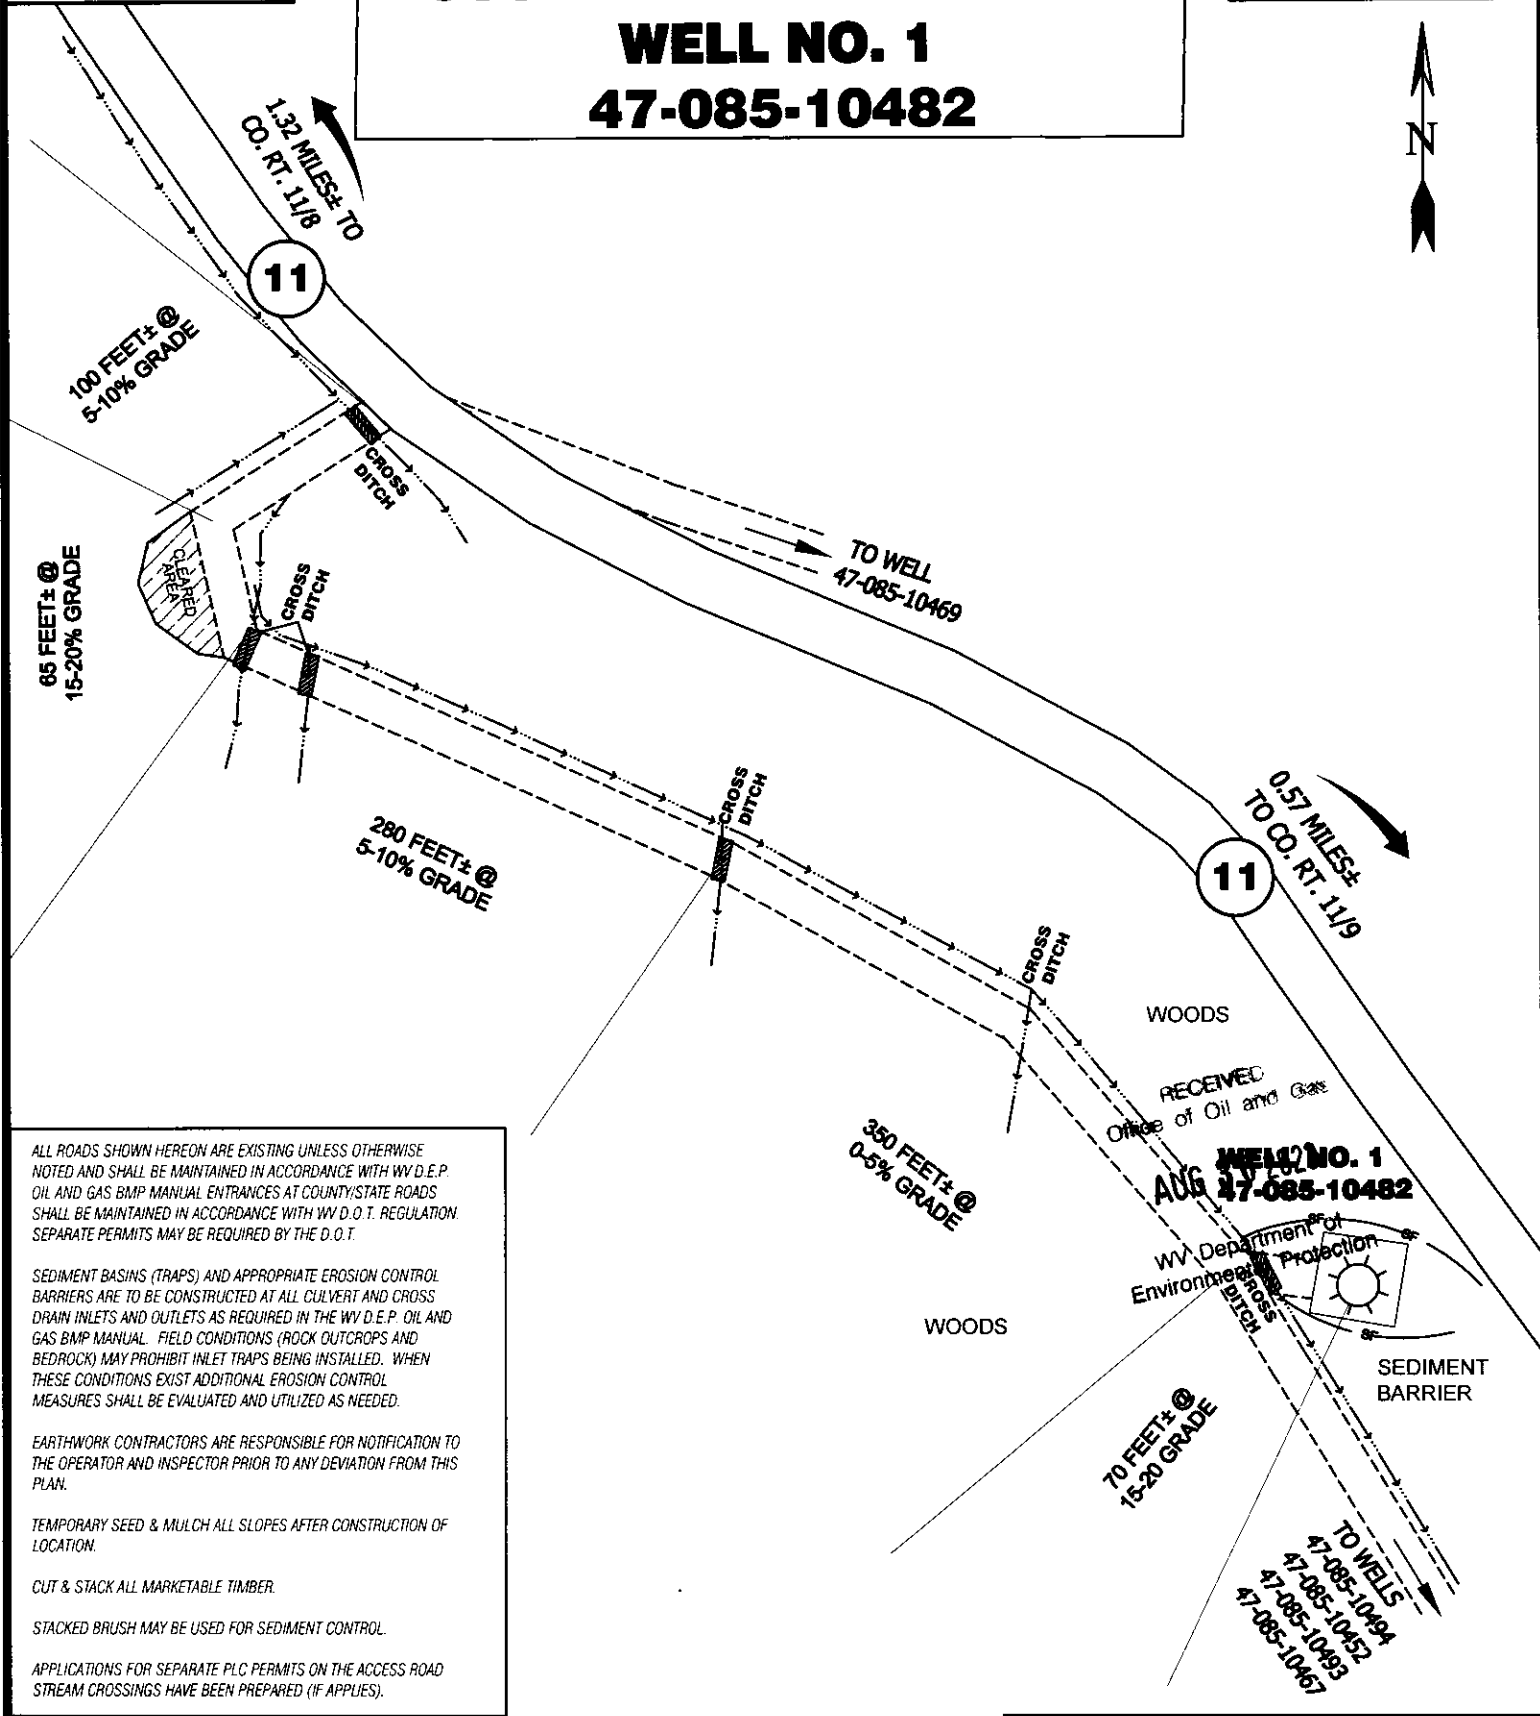 WELL NO. 1
47-085-10482
N
1.32 MILES± TO
CO. RT. 11/8
11
100 FEET± @
5-10% GRADE
CROSS
DITCH
TO WELL
47-085-10469
CLEARED
AREA
CROSS
DITCH
65 FEET± @
15-20% GRADE
CROSS
DITCH
280 FEET± @
5-10% GRADE
0.57 MILES±
TO CO. RT. 11/9
11
CROSS
DITCH
WOODS
RECEIVED
Office of Oil and Gas
AUG
WELL NO. 1
47-085-10482
WV Department of
Environmental Protection
350 FEET± @
0-5% GRADE
SF
SF
SF
CROSS
DITCH
WOODS
SEDIMENT
BARRIER
70 FEET± @
15-20 GRADE
TO WELLS
47-085-10494
47-085-10452
47-085-10493
47-085-10467
ALL ROADS SHOWN HEREON ARE EXISTING UNLESS OTHERWISE
NOTED AND SHALL BE MAINTAINED IN ACCORDANCE WITH WV D.E.P.
OIL AND GAS BMP MANUAL ENTRANCES AT COUNTY/STATE ROADS
SHALL BE MAINTAINED IN ACCORDANCE WITH WV D.O.T. REGULATION.
SEPARATE PERMITS MAY BE REQUIRED BY THE D.O.T.
SEDIMENT BASINS (TRAPS) AND APPROPRIATE EROSION CONTROL
BARRIERS ARE TO BE CONSTRUCTED AT ALL CULVERT AND CROSS
DRAIN INLETS AND OUTLETS AS REQUIRED IN THE WV D.E.P. OIL AND
GAS BMP MANUAL. FIELD CONDITIONS (ROCK OUTCROPS AND
BEDROCK) MAY PROHIBIT INLET TRAPS BEING INSTALLED. WHEN
THESE CONDITIONS EXIST ADDITIONAL EROSION CONTROL
MEASURES SHALL BE EVALUATED AND UTILIZED AS NEEDED.
EARTHWORK CONTRACTORS ARE RESPONSIBLE FOR NOTIFICATION TO
THE OPERATOR AND INSPECTOR PRIOR TO ANY DEVIATION FROM THIS
PLAN.
TEMPORARY SEED & MULCH ALL SLOPES AFTER CONSTRUCTION OF
LOCATION.
CUT & STACK ALL MARKETABLE TIMBER.
STACKED BRUSH MAY BE USED FOR SEDIMENT CONTROL.
APPLICATIONS FOR SEPARATE PLC PERMITS ON THE ACCESS ROAD
STREAM CROSSINGS HAVE BEEN PREPARED (IF APPLIES).